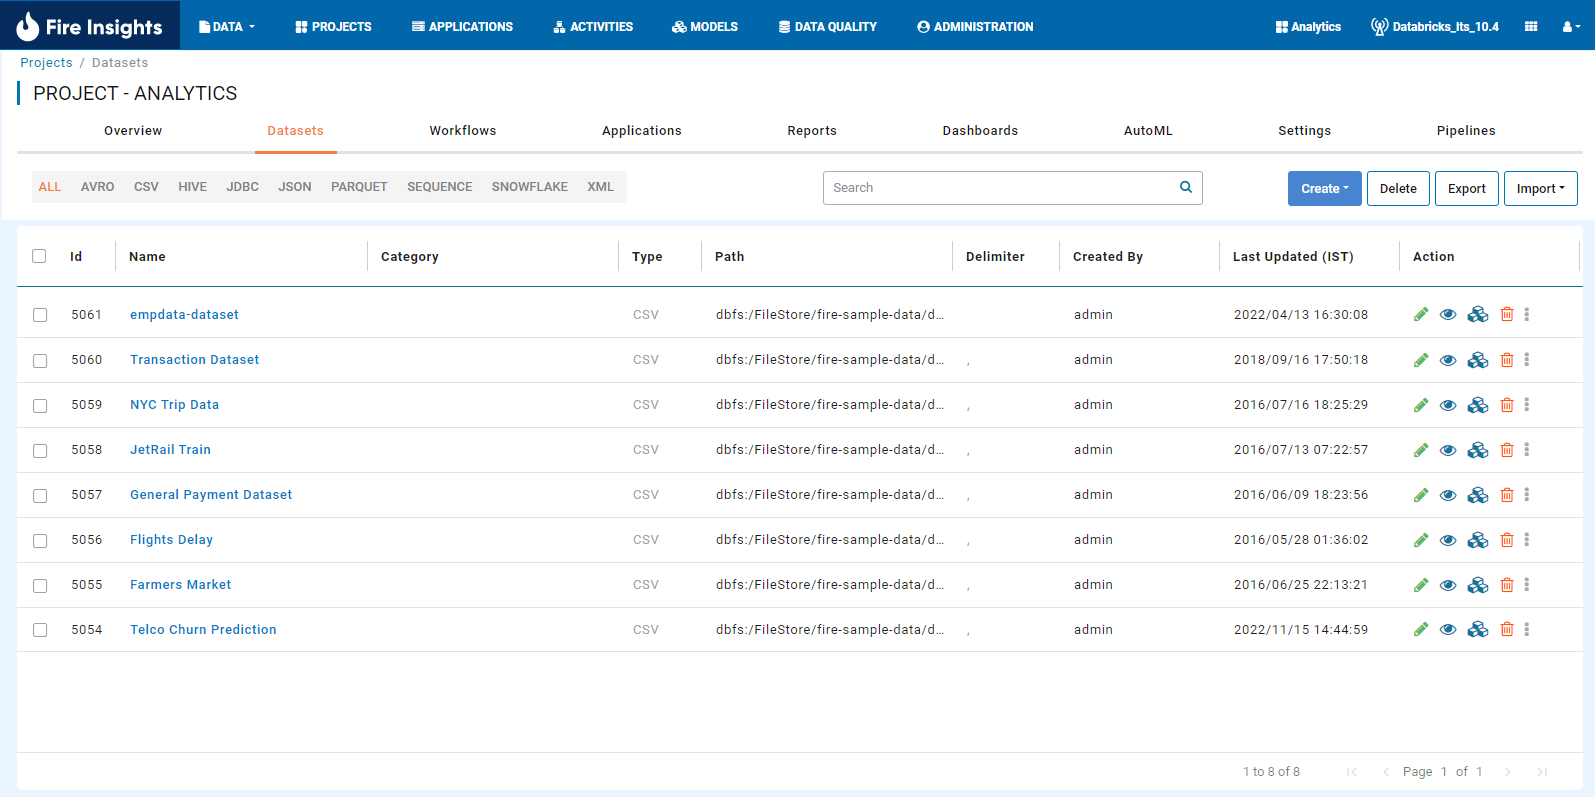 Fire Insights DATA PROJECTS APPLICATIONS ACTIVITIES MODELS DATA QUALITY ADMINISTRATION Analytics Databricks_lts_10.4
Projects / Datasets
PROJECT - ANALYTICS
Overview Datasets Workflows Applications Reports Dashboards AutoML Settings Pipelines
ALL AVRO CSV HIVE JDBC JSON PARQUET SEQUENCE SNOWFLAKE XML Search Create Delete Export Import
Id Name Category Type Path Delimiter Created By Last Updated (IST) Action
5061 empdata-dataset CSV dbfs:/FileStore/fire-sample-data/d... admin 2022/04/13 16:30:08
5060 Transaction Dataset CSV dbfs:/FileStore/fire-sample-data/d... , admin 2018/09/16 17:50:18
5059 NYC Trip Data CSV dbfs:/FileStore/fire-sample-data/d... , admin 2016/07/16 18:25:29
5058 JetRail Train CSV dbfs:/FileStore/fire-sample-data/d... , admin 2016/07/13 07:22:57
5057 General Payment Dataset CSV dbfs:/FileStore/fire-sample-data/d... , admin 2016/06/09 18:23:56
5056 Flights Delay CSV dbfs:/FileStore/fire-sample-data/d... , admin 2016/05/28 01:36:02
5055 Farmers Market CSV dbfs:/FileStore/fire-sample-data/d... , admin 2016/06/25 22:13:21
5054 Telco Churn Prediction CSV dbfs:/FileStore/fire-sample-data/d... , admin 2022/11/15 14:44:59
1 to 8 of 8 Page 1 of 1